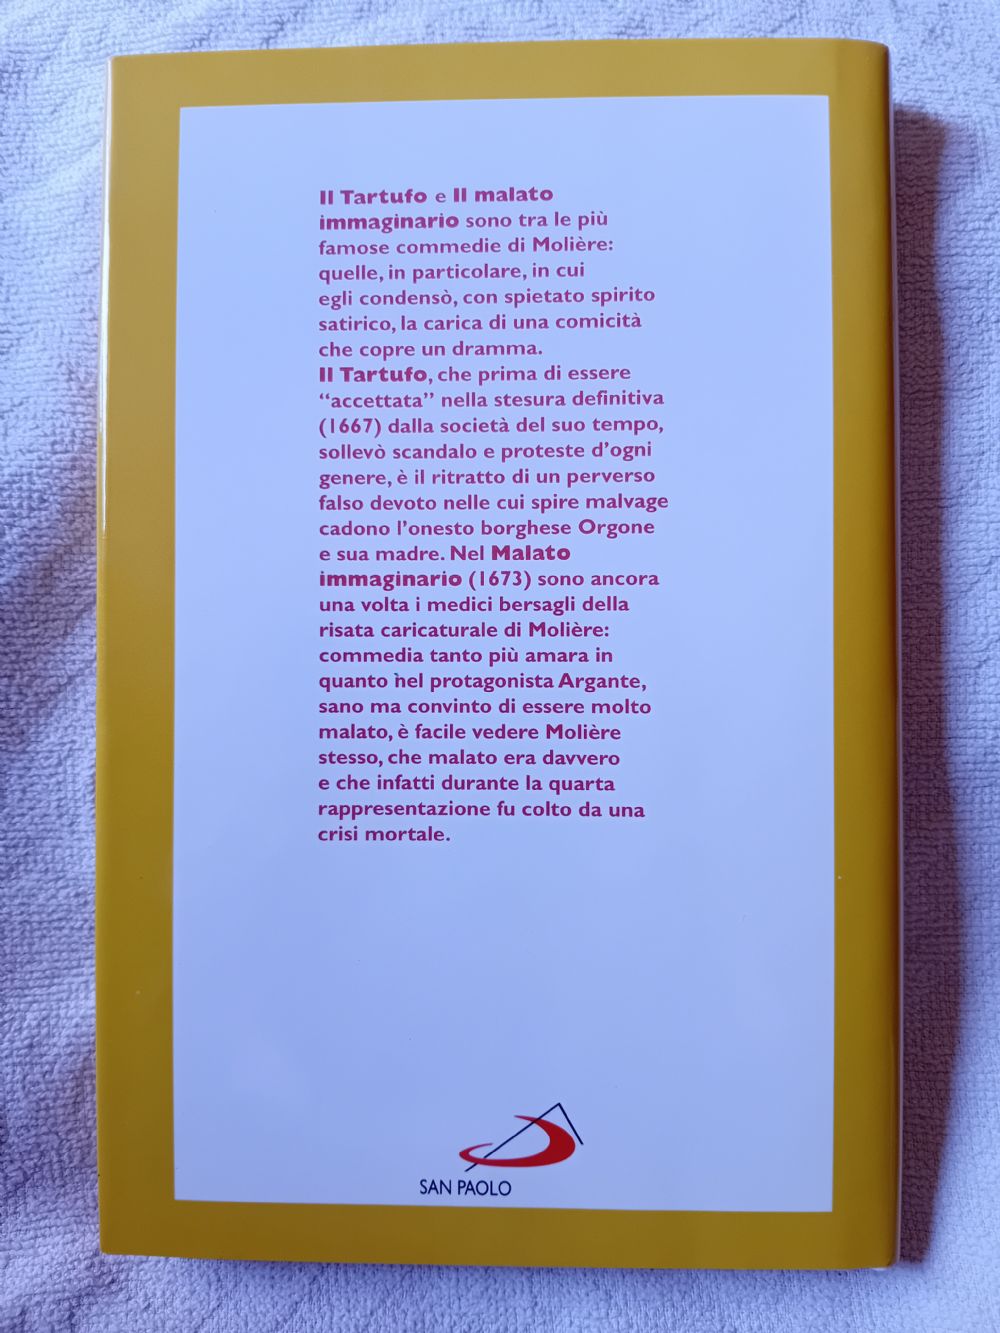 Il Tartufo e Il malato
immaginario sono tra le più
famose commedie di Molière:
quelle, in particolare, in cui
egli condensò, con spietato spirito
satirico, la carica di una comicità
che copre un dramma.
Il Tartufo, che prima di essere
“accettata” nella stesura definitiva
(1667) dalla società del suo tempo,
sollevò scandalo e proteste d’ogni
genere, è il ritratto di un perverso
falso devoto nelle cui spire malvage
cadono l’onesto borghese Orgone
e sua madre. Nel Malato
immaginario (1673) sono ancora
una volta i medici bersagli della
risata caricaturale di Molière:
commedia tanto più amara in
quanto nel protagonista Argante,
sano ma convinto di essere molto
malato, è facile vedere Molière
stesso, che malato era davvero
e che infatti durante la quarta
rappresentazione fu colto da una
crisi mortale.
SAN PAOLO